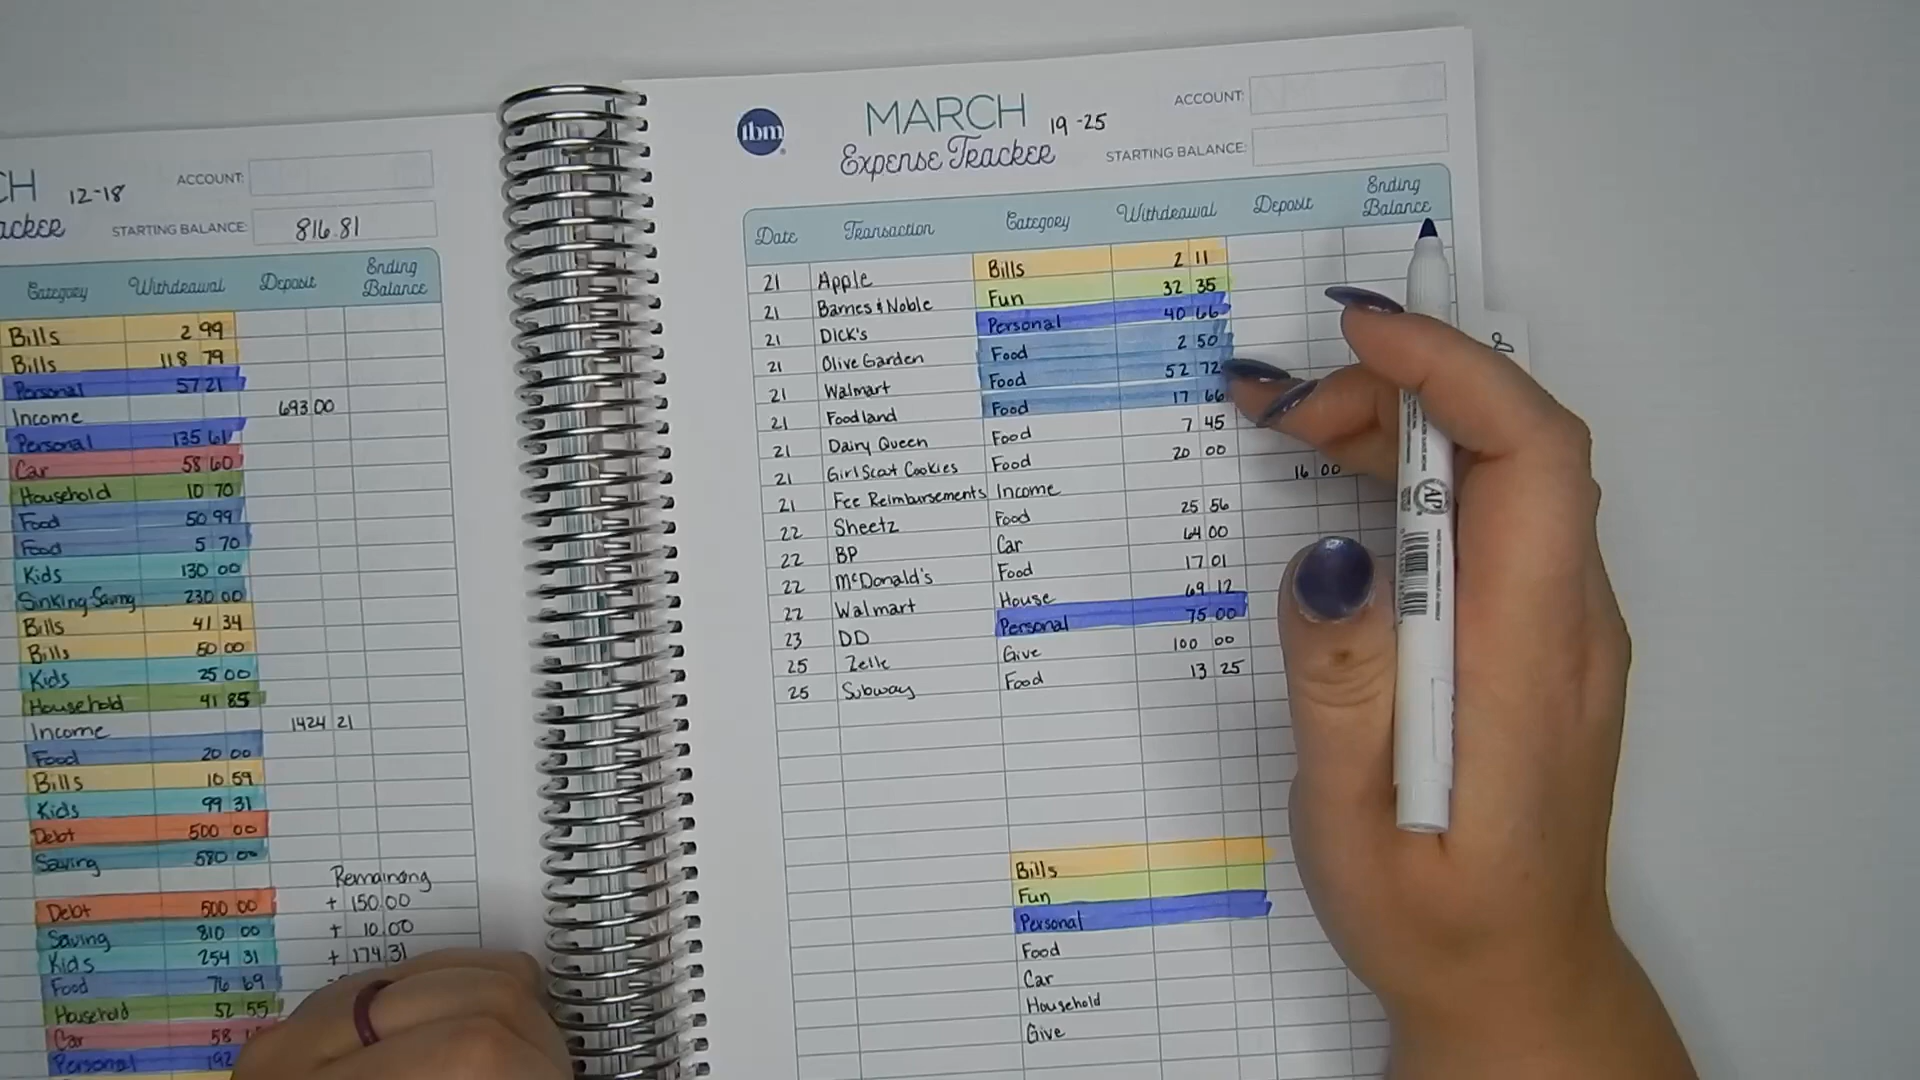 CH 12-18
acker
ACCOUNT:
STARTING BALANCE: 816.81
Category Withdrawal Deposit Ending Balance
Bills 2 99
Bills 118 79
Personal 57 21
Income 693 00
Personal 135 61
Car 58 60
Household 10 70
Food 50 99
Food 5 70
Kids 130 00
Sinking Saving 230 00
Bills 41 34
Bills 50 00
Kids 25 00
Household 41 85
Income 1424 21
Food 20 00
Bills 10 59
Kids 99 31
Debt 500 00
Saving 580 00
Remaining
Debt 500 00 + 150.00
Saving 810 00 + 10.00
Kids 254 31 + 174.31
Food 76 69
Household 52 55
Car 58
Personal 192
ibm
MARCH 19-25
Expense Tracker
ACCOUNT:
STARTING BALANCE:
Date Transaction Category Withdrawal Deposit Ending Balance
21 Apple Bills 2 11
21 Barnes & Noble Fun 32 35
21 DICK's Personal 40 66
21 Olive Garden Food 2 50
21 Walmart Food 52 72
21 Foodland Food 17 66
21 Dairy Queen Food 7 45
21 Girl Scout Cookies Food 20 00
21 Fee Reimbursements Income 16 00
22 Sheetz Food 25 56
22 BP Car 64 00
22 McDonald's Food 17 01
22 Walmart House 69 12
23 DD Personal 75 00
25 Zelle Give 100 00
25 Subway Food 13 25
Bills
Fun
Personal
Food
Car
Household
Give